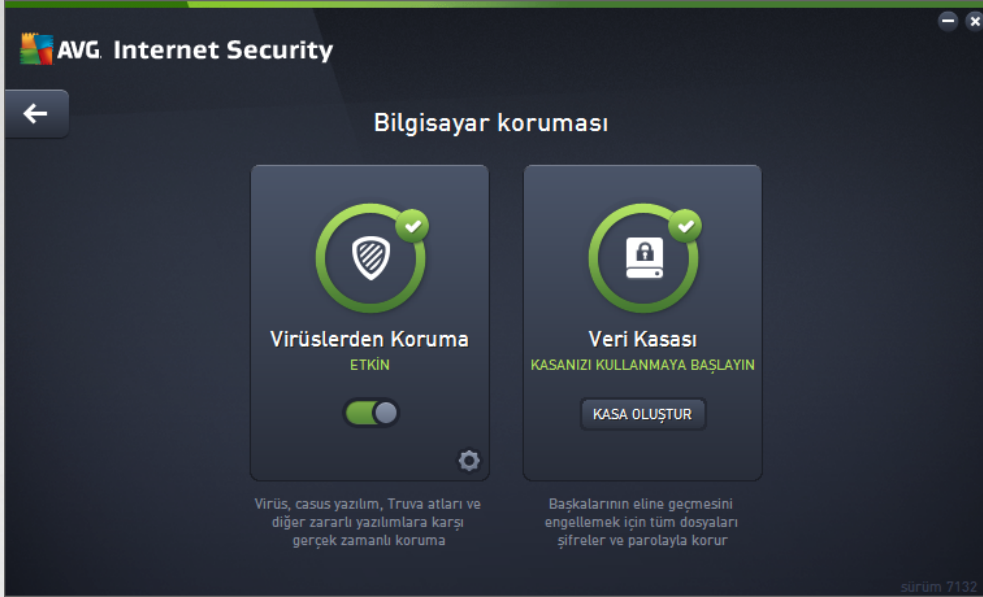 AVG. Internet Security
Bilgisayar koruması
Virüslerden Koruma
ETKİN
Virüs, casus yazılım, Truva atları ve
diğer zararlı yazılımlara karşı
gerçek zamanlı koruma
Veri Kasası
KASANIZI KULLANMAYA BAŞLAYIN
KASA OLUŞTUR
Başkalarının eline geçmesini
engellemek için tüm dosyaları
şifreler ve parolayla korur
sürüm 7132